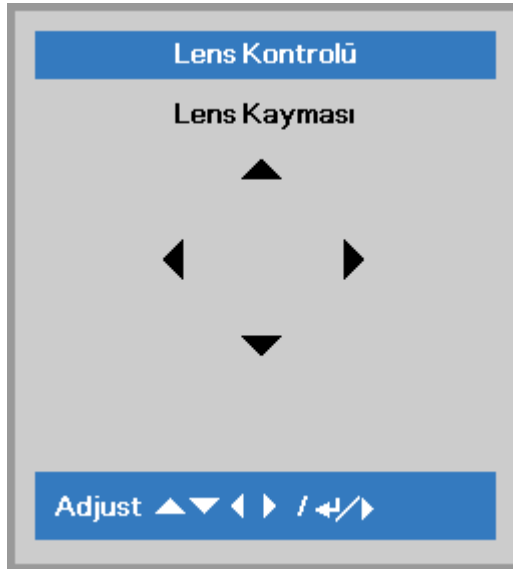 Lens Kontrolü
Lens Kayması
Adjust ▲▼◀ ▶ / ↵/▶